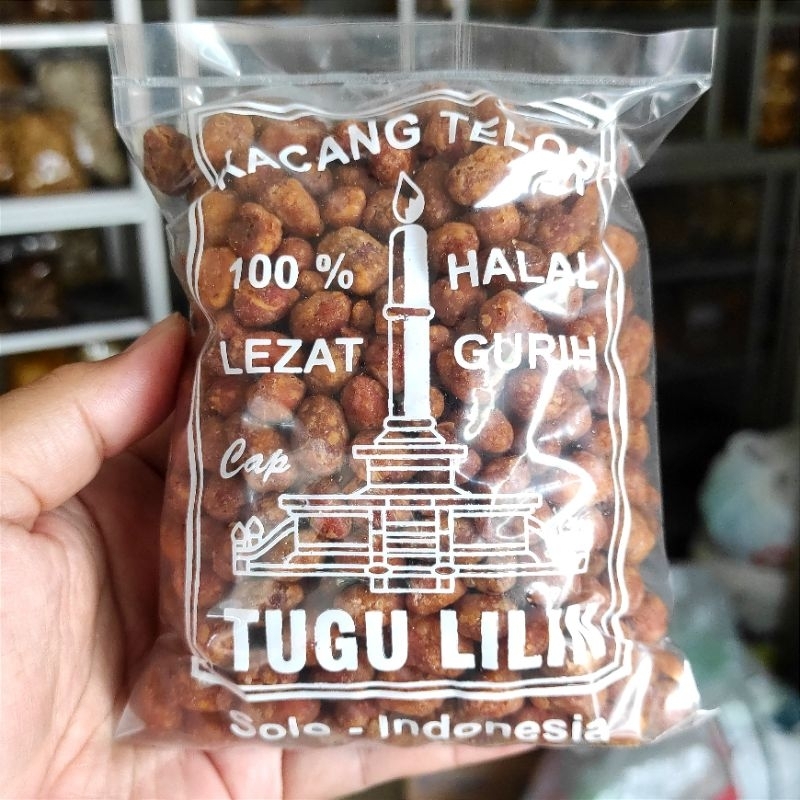 KACANG TELOR
100 % HALAL
LEZAT GURIH
Cap
TUGU LILIN
Solo - Indonesia